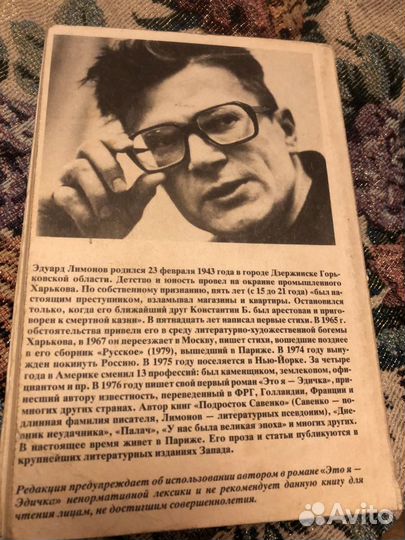 Эдуард Лимонов родился 23 февраля 1943 года в городе Дзержинске Горь-
ковской области. Детство и юность провел на окраине промышленного
Харькова. По собственному признанию, пять лет (с 15 до 21 года) «был на-
стоящим преступником, взламывал магазины и квартиры. Остановился
только, когда его ближайший друг Константин Б. был арестован и приго-
ворен к смертной казни». В пятнадцать лет написал первые стихи. В 1965 г.
обстоятельства привели его в среду литературно-художественной богемы
Харькова, в 1967 он переезжает в Москву, пишет стихи, вошедшие позднее
в его сборник «Русское» (1979), вышедший в Париже. В 1974 году выну-
жден покинуть Россию. В 1975 году поселяется в Нью-Йорке. За четыре
года в Америке сменил 13 профессий: был каменщиком, землекопом, офи-
циантом и пр. В 1976 году пишет свой первый роман «Это я — Эдичка», при-
несший автору известность, переведенный в ФРГ, Голландии, Франции и
многих других странах. Автор книг «Подросток Савенко» (Савенко — по-
длинная фамилия писателя, Лимонов — литературный псевдоним), «Дне-
вник неудачника», «Палач», «У нас была великая эпоха» и многих других.
В настоящее время живет в Париже. Его проза и статьи публикуются в
крупнейших литературных изданиях Запада.
Редакция предупреждает об использовании автором в романе «Это я —
Эдичка» ненормативной лексики и не рекомендует данную книгу для
чтения лицам, не достигшим совершеннолетия.
Avito